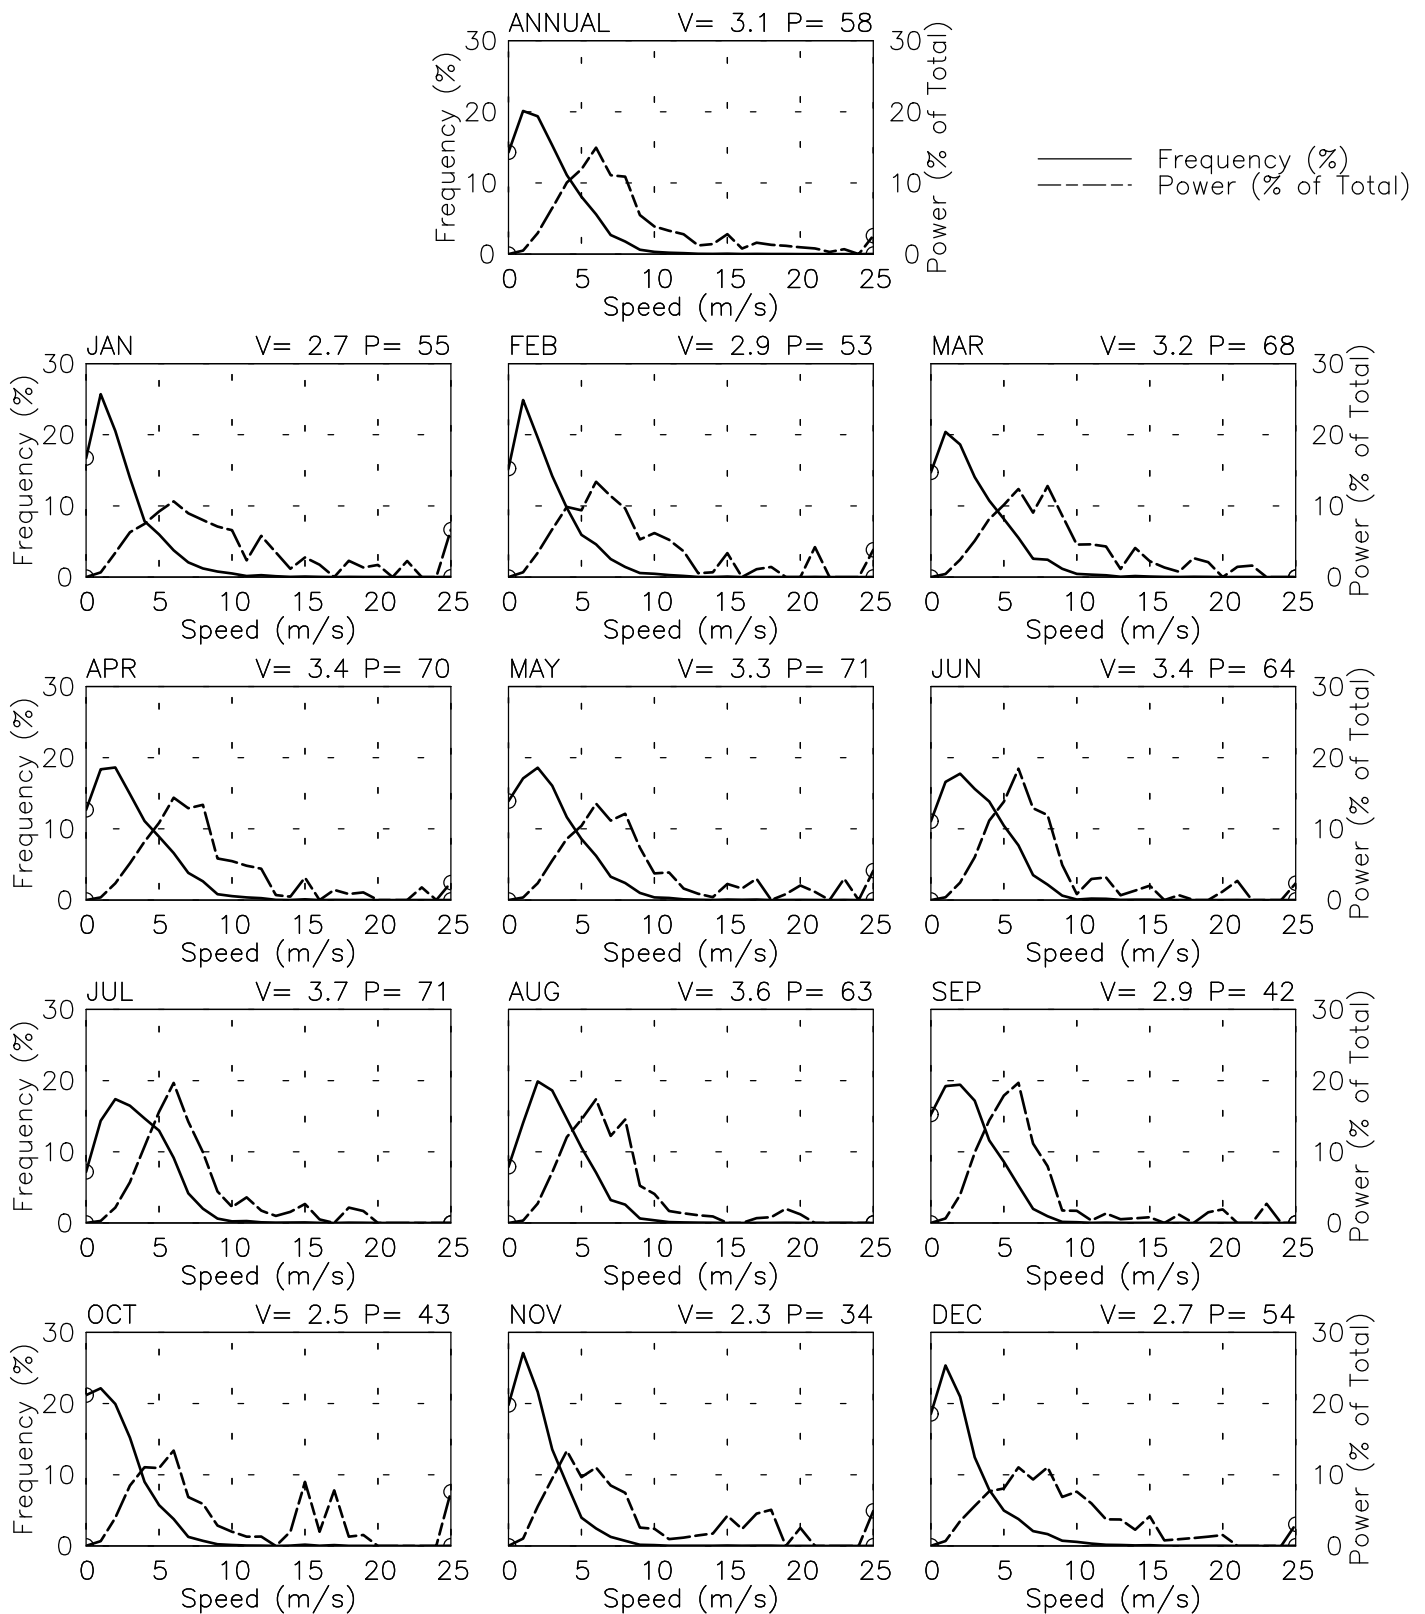 ANNUAL V= 3.1 P= 58
30 30
20 20
10 10
0 0
Frequency (%)
Power (% of Total)
0 5 10 15 20 25
Speed (m/s)
Frequency (%)
Power (% of Total)
JAN V= 2.7 P= 55
FEB V= 2.9 P= 53
MAR V= 3.2 P= 68
30 30
20 20
10 10
0 0
Frequency (%)
Power (% of Total)
0 5 10 15 20 25 0 5 10 15 20 25 0 5 10 15 20 25
Speed (m/s) Speed (m/s) Speed (m/s)
APR V= 3.4 P= 70
MAY V= 3.3 P= 71
JUN V= 3.4 P= 64
30 30
20 20
10 10
0 0
Frequency (%)
Power (% of Total)
0 5 10 15 20 25 0 5 10 15 20 25 0 5 10 15 20 25
Speed (m/s) Speed (m/s) Speed (m/s)
JUL V= 3.7 P= 71
AUG V= 3.6 P= 63
SEP V= 2.9 P= 42
30 30
20 20
10 10
0 0
Frequency (%)
Power (% of Total)
0 5 10 15 20 25 0 5 10 15 20 25 0 5 10 15 20 25
Speed (m/s) Speed (m/s) Speed (m/s)
OCT V= 2.5 P= 43
NOV V= 2.3 P= 34
DEC V= 2.7 P= 54
30 30
20 20
10 10
0 0
Frequency (%)
Power (% of Total)
0 5 10 15 20 25 0 5 10 15 20 25 0 5 10 15 20 25
Speed (m/s) Speed (m/s) Speed (m/s)